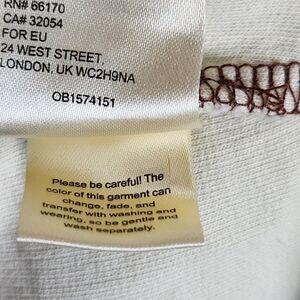 RN# 66170
CA# 32054
FOR EU
24 WEST STREET,
LONDON, UK WC2H9NA
OB1574151
Please be careful! The
color of this garment can
change, fade, and
transfer with washing and
wearing, so be gentle and
wash separately.